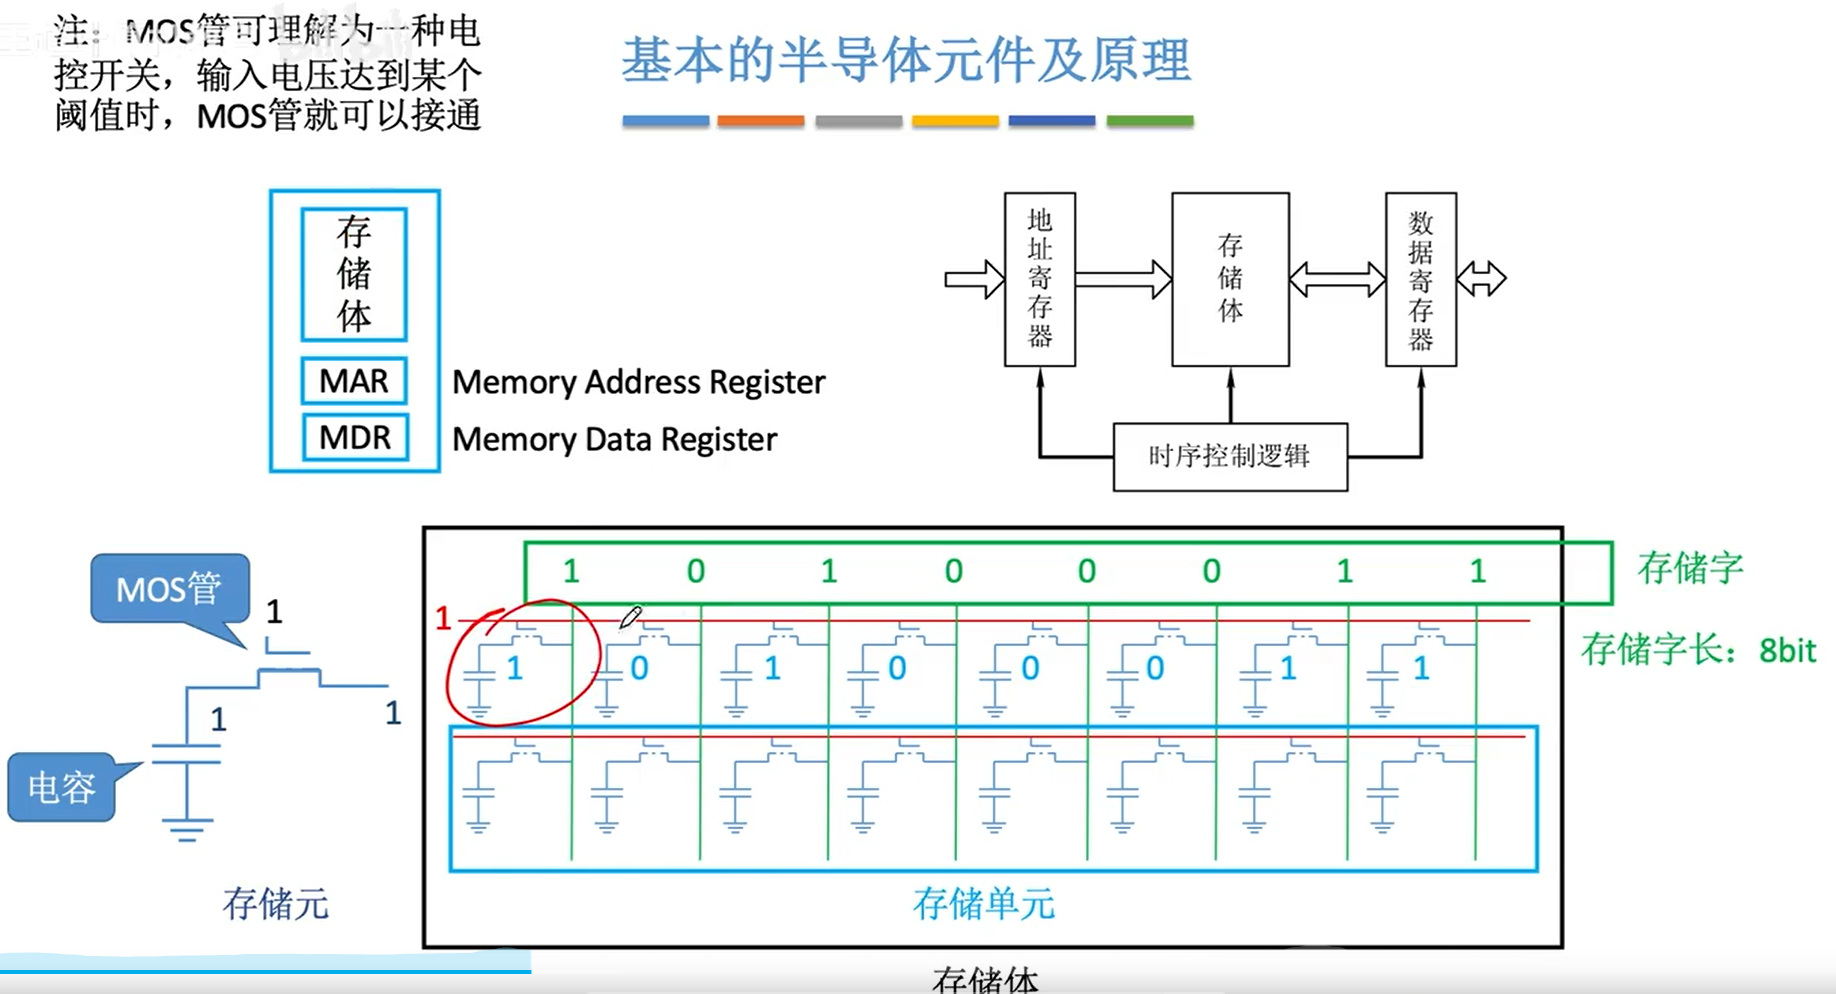 注：MOS管可理解为一种电
控开关，输入电压达到某个
阈值时，MOS管就可以接通
基本的半导体元件及原理
存储体
MAR
Memory Address Register
MDR
Memory Data Register
地址寄存器
存储体
数据寄存器
时序控制逻辑
MOS管
1
1
1
电容
存储元
1 0 1 0 0 0 1 1
存储字
1
1 0 1 0 0 0 1 1
存储字长：8bit
存储单元
存储体